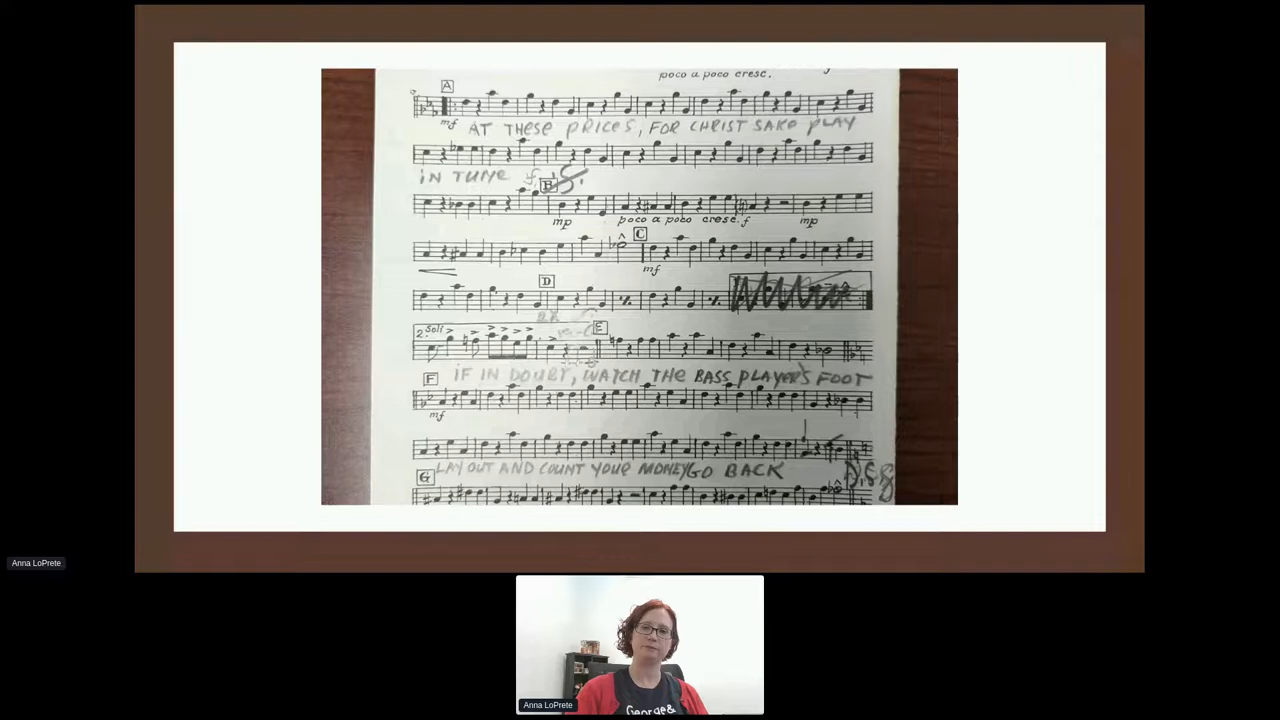 poco a poco cresc.
A
mf
AT THESE PRICES, FOR CHRIST SAKE PLAY
IN TUNE
B
mp
poco a poco cresc. f
mp
C
mf
D
2. Soli
E
IF IN DOUBT, WATCH THE BASS PLAYER'S FOOT
F
mf
LAY OUT AND COUNT YOUR MONEY GO BACK
D.S.
G
Anna LoPrete
George&
Anna LoPrete